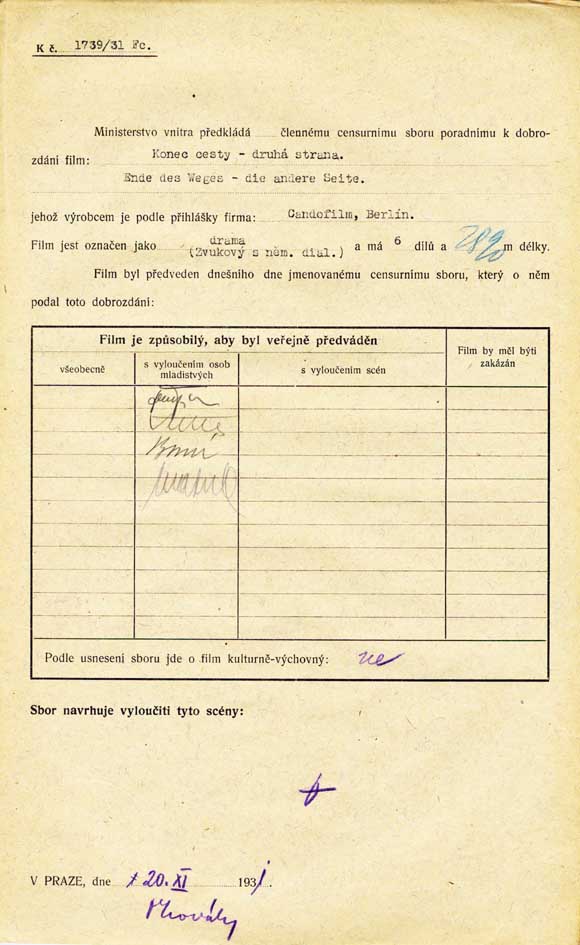 K č. 1739/31 Fc.
Ministerstvo vnitra předkládá člennému censurnímu sboru poradnímu k dobro-
zdání film: Konec cesty - druhá strana.
Ende des Weges - die andere Seite.
jehož výrobcem je podle přihlášky firma: Candofilm, Berlín.
Film jest označen jako drama (Zvukový s něm. dial.) a má 6 dílů a m délky.
Film byl předveden dnešního dne jmenovanému censurnímu sboru, který o něm
podal toto dobrozdání:
Film je způsobilý, aby byl veřejně předváděn
Film by měl býti zakázán
všeobecně
s vyloučením osob mladistvých
s vyloučením scén
Podle usnesení sboru jde o film kulturně-výchovný: ne
Sbor navrhuje vyloučiti tyto scény:
V PRAZE, dne 20. XI 1931.